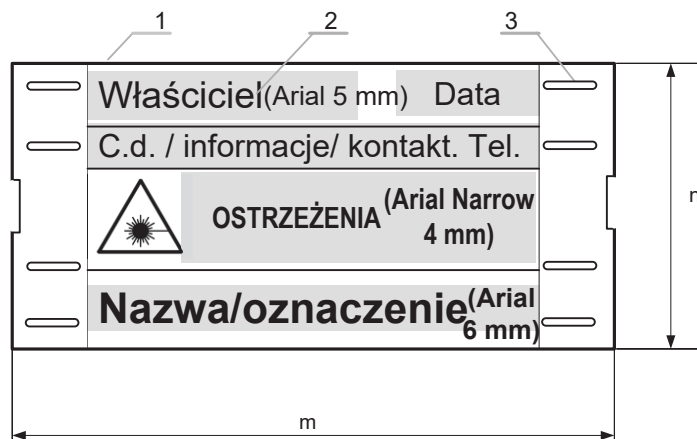 1 2 3
Właściciel(Arial 5 mm) Data
C.d. / informacje/ kontakt. Tel.
OSTRZEŻENIA (Arial Narrow
4 mm)
Nazwa/oznaczenie (Arial
6 mm)
m